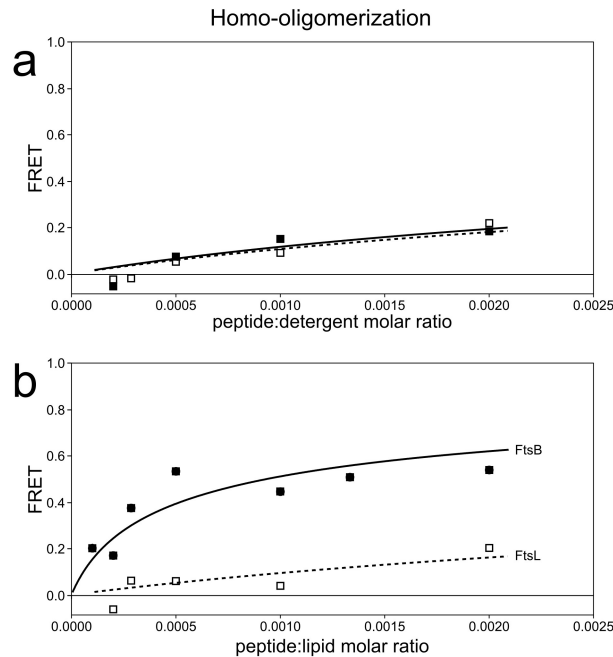 Homo-oligomerization
a
1.0
0.8
0.6
0.4
0.2
0.0
FRET
0.0000 0.0005 0.0010 0.0015 0.0020 0.0025
peptide:detergent molar ratio
b
1.0
0.8
0.6
0.4
0.2
0.0
FRET
FtsB
FtsL
0.0000 0.0005 0.0010 0.0015 0.0020 0.0025
peptide:lipid molar ratio